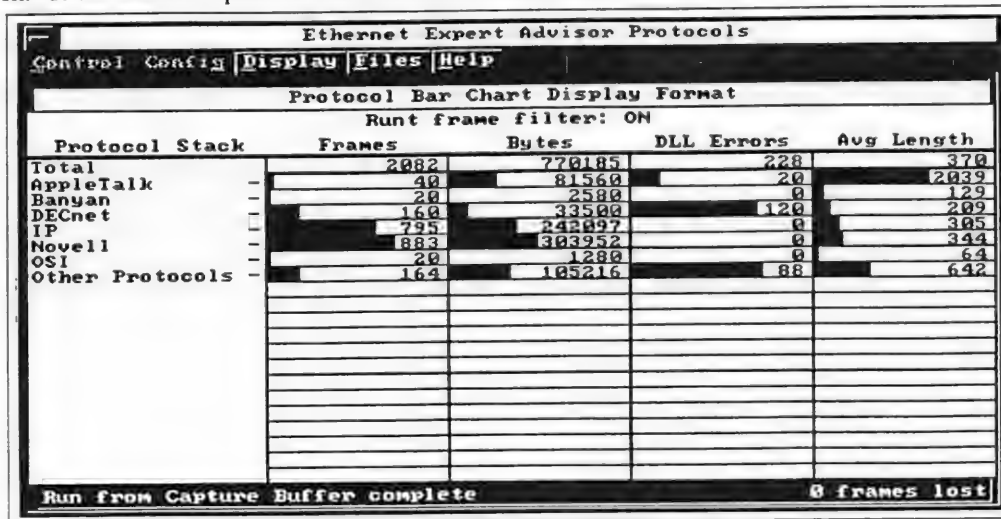 Ethernet Expert Advisor Protocols
Control Config Display Files Help
Protocol Bar Chart Display Format
Runt frame filter: ON
Protocol Stack Frames Bytes DLL Errors Avg Length
Total 2082 770185 228 370
AppleTalk - 40 81560 20 2039
Banyan - 20 2580 0 129
DECnet - 160 33500 120 209
IP 795 242097 0 305
Novell - 883 303952 0 344
OSI - 20 1280 0 64
Other Protocols - 164 105216 88 642
Run from Capture Buffer complete 0 frames lost